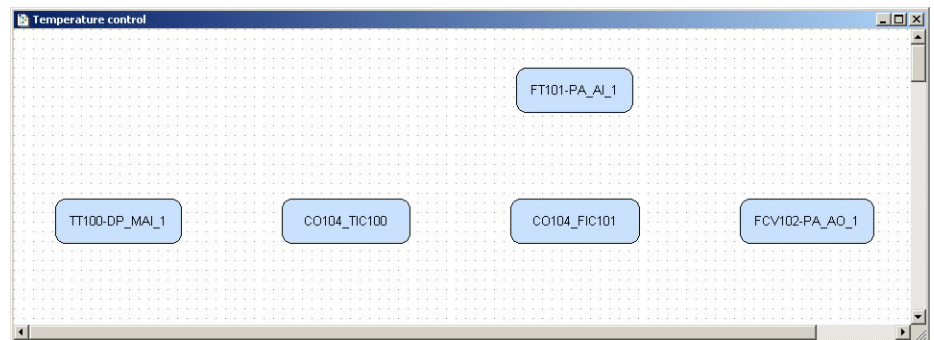 Temperature control
FT101-PA_AI_1
TT100-DP_MAI_1
CO104_TIC100
CO104_FIC101
FCV102-PA_AO_1